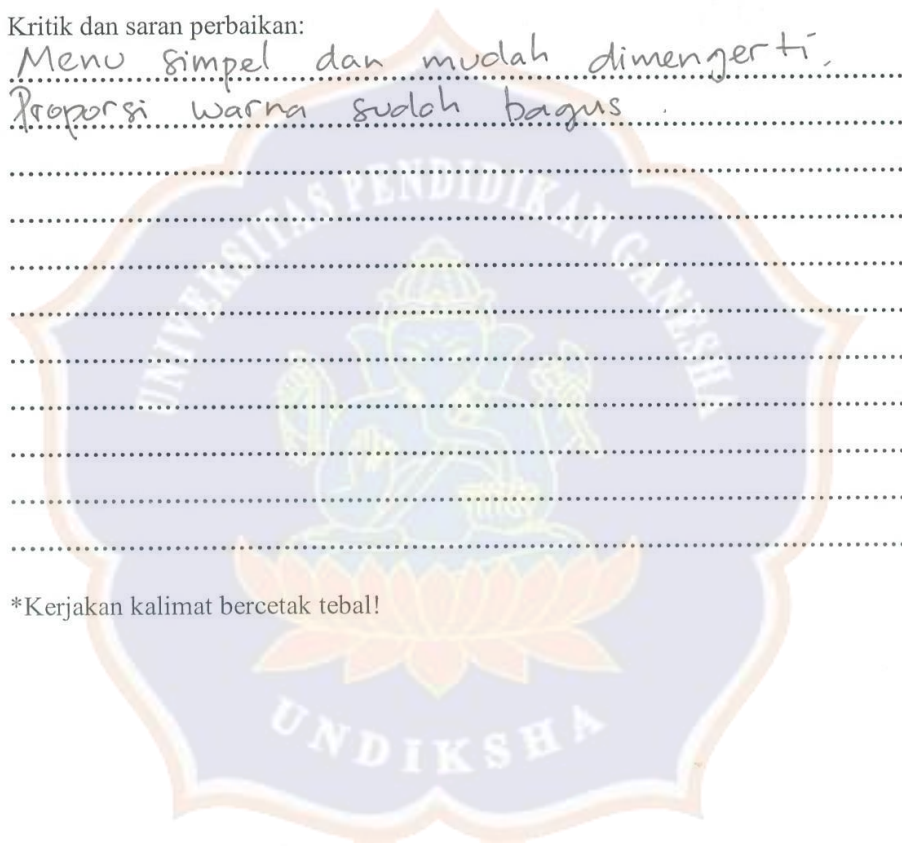 Kritik dan saran perbaikan:
Menu simpel dan mudah dimengerti.
Proporsi warna sudah bagus.
UNIVERSITAS PENDIDIKAN GANESHA
*Kerjakan kalimat bercetak tebal!
UNDIKSHA